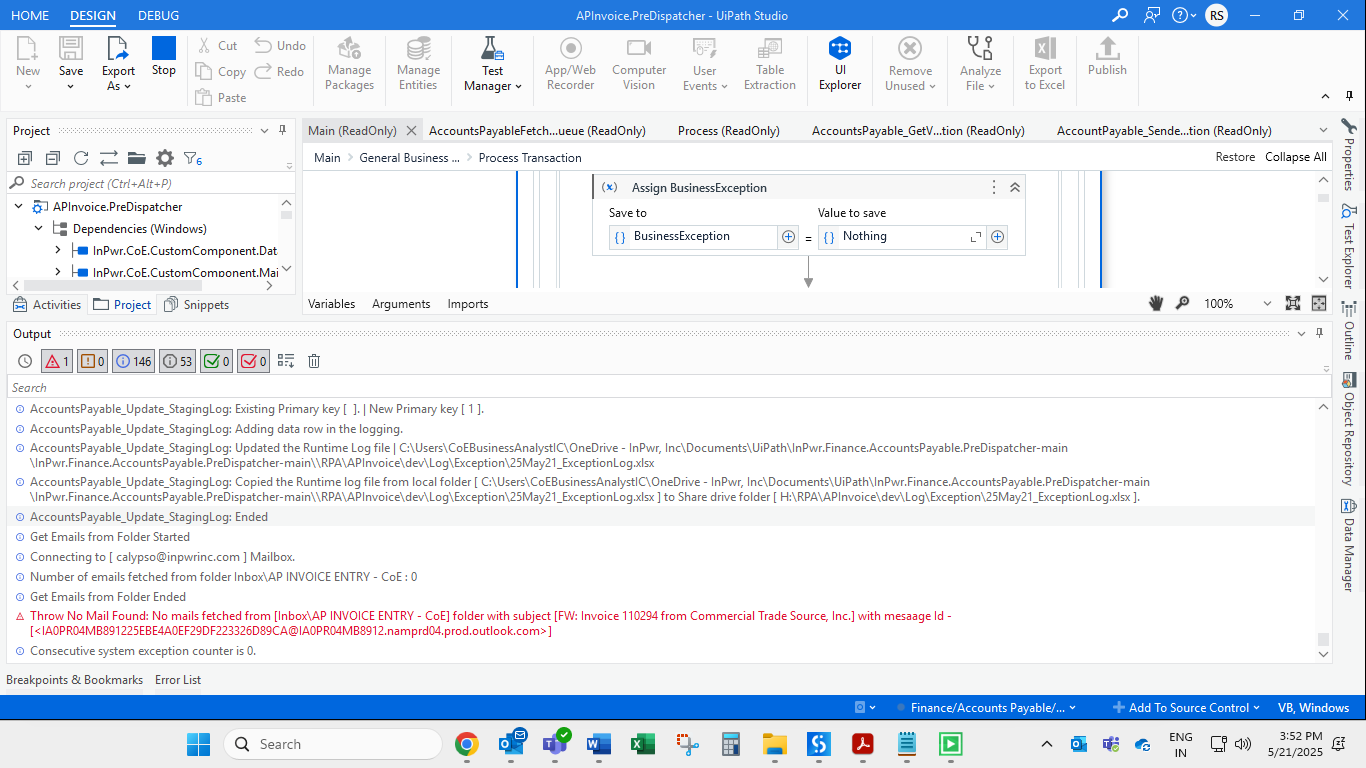 HOME DESIGN DEBUG APInvoice.PreDispatcher - UiPath Studio RS
New Save Export As Stop Cut Copy Paste Undo Redo Manage Packages Manage Entities Test Manager App/Web Recorder Computer Vision User Events Table Extraction UI Explorer Remove Unused Analyze File Export to Excel Publish
Project
6
Search project (Ctrl+Alt+P)
APInvoice.PreDispatcher
Dependencies (Windows)
InPwr.CoE.CustomComponent.Dat
InPwr.CoE.CustomComponent.Mai
Activities Project Snippets
Main (ReadOnly) AccountsPayableFetch...ueue (ReadOnly) Process (ReadOnly) AccountsPayable_GetV...tion (ReadOnly) AccountPayable_Sende...tion (ReadOnly)
Main > General Business ... > Process Transaction Restore Collapse All
(x) Assign BusinessException
Save to Value to save
{ } BusinessException = { } Nothing
Variables Arguments Imports 100%
Properties
Test Explorer
Outline
Object Repository
Data Manager
Output
1 0 146 53 0 0
Search
AccountsPayable_Update_StagingLog: Existing Primary key [ ]. | New Primary key [ 1 ].
AccountsPayable_Update_StagingLog: Adding data row in the logging.
AccountsPayable_Update_StagingLog: Updated the Runtime Log file | C:\Users\CoEBusinessAnalystIC\OneDrive - InPwr, Inc\Documents\UiPath\InPwr.Finance.AccountsPayable.PreDispatcher-main
\InPwr.Finance.AccountsPayable.PreDispatcher-main\\RPA\APInvoice\dev\Log\Exception\25May21_ExceptionLog.xlsx
AccountsPayable_Update_StagingLog: Copied the Runtime log file from local folder [ C:\Users\CoEBusinessAnalystIC\OneDrive - InPwr, Inc\Documents\UiPath\InPwr.Finance.AccountsPayable.PreDispatcher-main
\InPwr.Finance.AccountsPayable.PreDispatcher-main\\RPA\APInvoice\dev\Log\Exception\25May21_ExceptionLog.xlsx ] to Share drive folder [ H:\RPA\APInvoice\dev\Log\Exception\25May21_ExceptionLog.xlsx ].
AccountsPayable_Update_StagingLog: Ended
Get Emails from Folder Started
Connecting to [ calypso@inpwrinc.com ] Mailbox.
Number of emails fetched from folder Inbox\AP INVOICE ENTRY - CoE : 0
Get Emails from Folder Ended
Throw No Mail Found: No mails fetched from [Inbox\AP INVOICE ENTRY - CoE] folder with subject [FW: Invoice 110294 from Commercial Trade Source, Inc.] with mesaage Id -
[<IA0PR04MB891225EBE4A0EF29DF223326D89CA@IA0PR04MB8912.namprd04.prod.outlook.com>]
Consecutive system exception counter is 0.
Breakpoints & Bookmarks Error List
Finance/Accounts Payable/... Add To Source Control VB, Windows
Search
ENG
IN
3:52 PM
5/21/2025